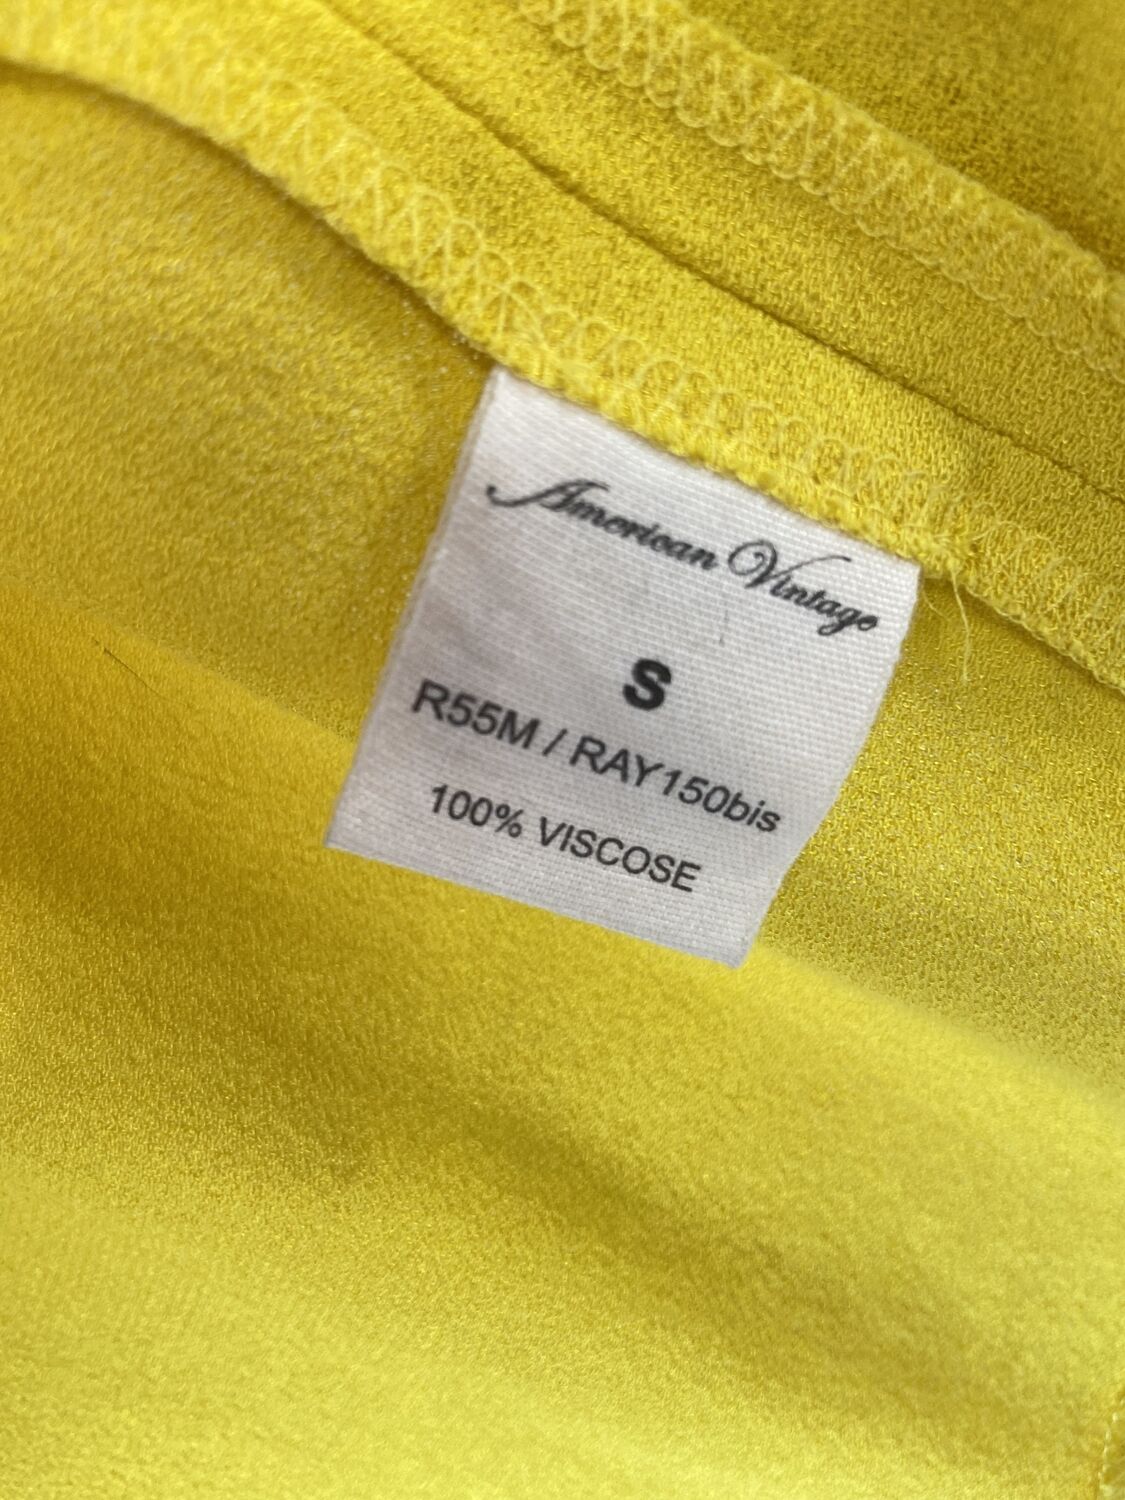 American Vintage
S
R55M / RAY150bis
100% VISCOSE